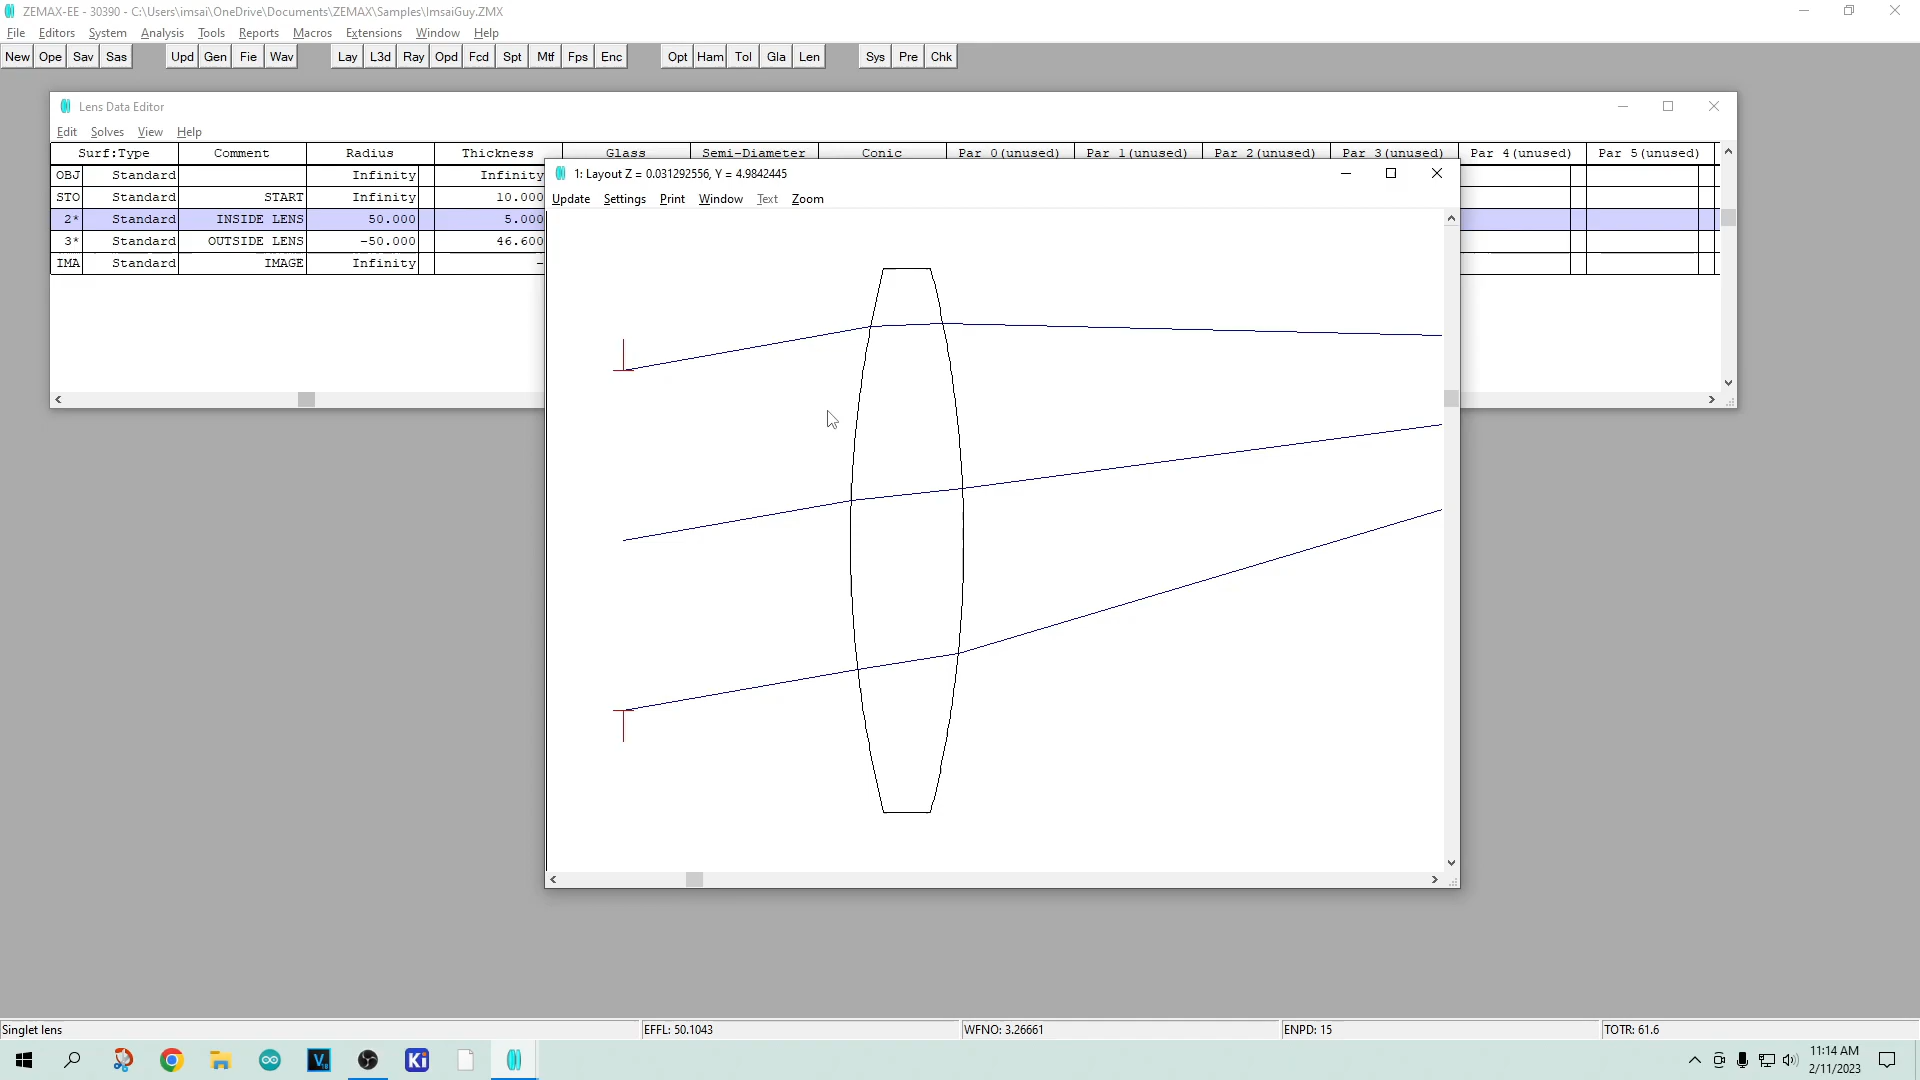 ZEMAX-EE - 30390 - C:\Users\imsai\OneDrive\Documents\ZEMAX\Samples\ImsaiGuy.ZMX
File Editors System Analysis Tools Reports Macros Extensions Window Help
New Ope Sav Sas Upd Gen Fie Wav Lay L3d Ray Opd Fcd Spt Mtf Fps Enc Opt Ham Tol Gla Len Sys Pre Chk
Lens Data Editor
Edit Solves View Help
Surf:Type Comment Radius Thickness Glass Semi-Diameter Conic Par 0(unused) Par 1(unused) Par 2(unused) Par 3(unused) Par 4(unused) Par 5(unused)
OBJ Standard Infinity Infinity
STO Standard START Infinity 10.000
2* Standard INSIDE LENS 50.000 5.000
3* Standard OUTSIDE LENS -50.000 46.600
IMA Standard IMAGE Infinity -
1: Layout Z = 0.031292556, Y = 4.9842445
Update Settings Print Window Text Zoom
Singlet lens EFFL: 50.1043 WFNO: 3.26661 ENPD: 15 TOTR: 61.6
Ki
11:14 AM
2/11/2023